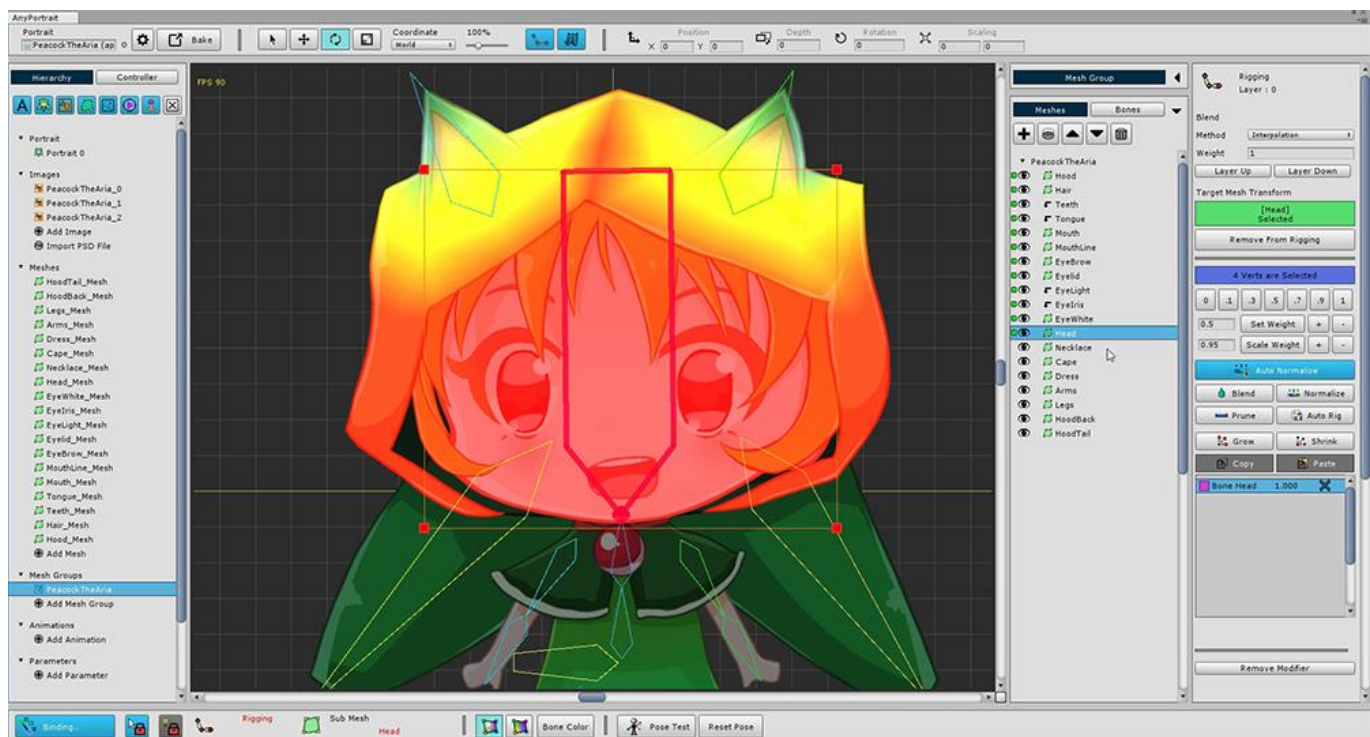 AnyPortrait
Portrait
PeacockTheAria (ap
Bake
Coordinate
World
100%
Position
X 0 Y 0
Depth
0
Rotation
0
Scaling
0 0
Hierarchy
Controller
A
Portrait
Portrait 0
Images
PeacockTheAria_0
PeacockTheAria_1
PeacockTheAria_2
Add Image
Import PSD File
Meshes
HoodTail_Mesh
HoodBack_Mesh
Legs_Mesh
Arms_Mesh
Dress_Mesh
Cape_Mesh
Necklace_Mesh
Head_Mesh
EyeWhite_Mesh
EyeIris_Mesh
EyeLight_Mesh
Eyelid_Mesh
EyeBrow_Mesh
MouthLine_Mesh
Mouth_Mesh
Tongue_Mesh
Teeth_Mesh
Hair_Mesh
Hood_Mesh
Add Mesh
Mesh Groups
PeacockTheAria
Add Mesh Group
Animations
Add Animation
Parameters
Add Parameter
FPS 90
Mesh Group
Meshes
Bones
PeacockTheAria
Hood
Hair
Teeth
Tongue
Mouth
MouthLine
EyeBrow
Eyelid
EyeLight
EyeIris
EyeWhite
Head
Necklace
Cape
Dress
Arms
Legs
HoodBack
HoodTail
Rigging
Layer : 0
Blend
Method Interpolation
Weight 1
Layer Up Layer Down
Target Mesh Transform
[Head]
Selected
Remove From Rigging
4 Verts are Selected
0 .1 .3 .5 .7 .9 1
0.5 Set Weight + -
0.95 Scale Weight + -
Auto Normalize
Blend Normalize
Prune Auto Rig
Grow Shrink
Copy Paste
Bone Head 1.000
Remove Modifier
Binding..
Rigging
Sub Mesh
Head
Bone Color
Pose Test
Reset Pose